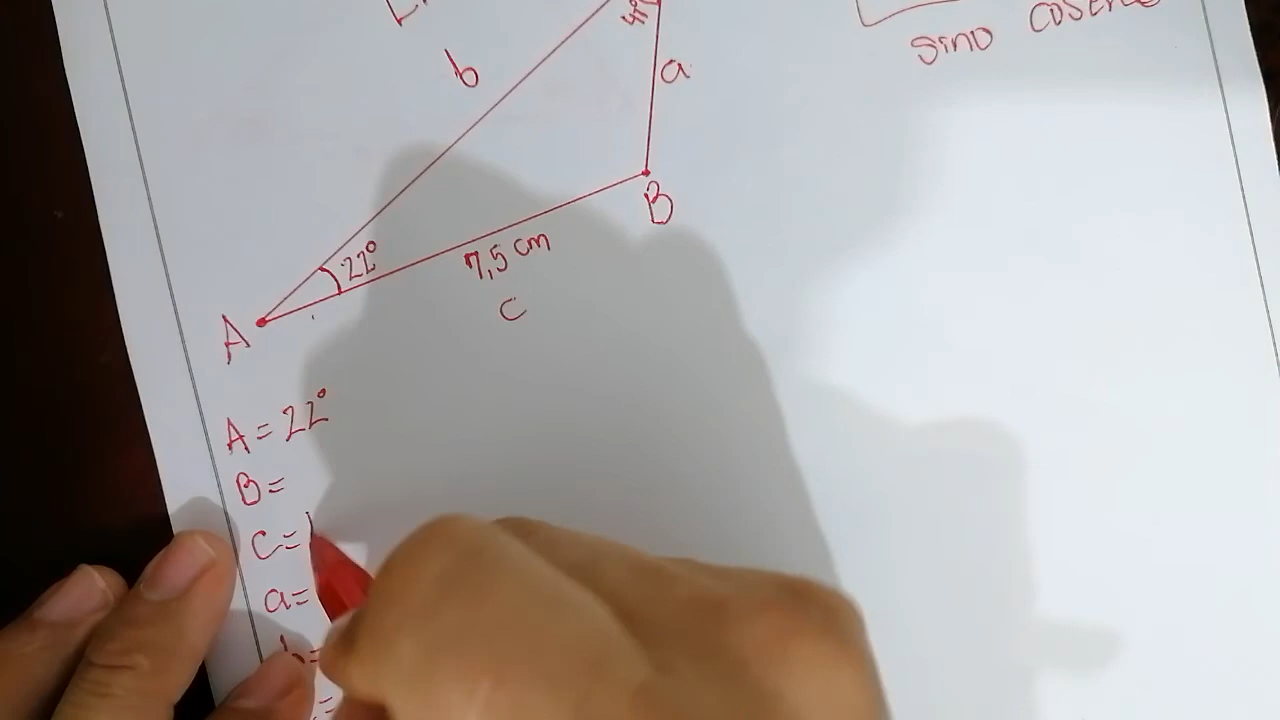 b
a
sino
B
22°
7,5 cm
c
A
A = 22°
B =
C =
a =
b =
=